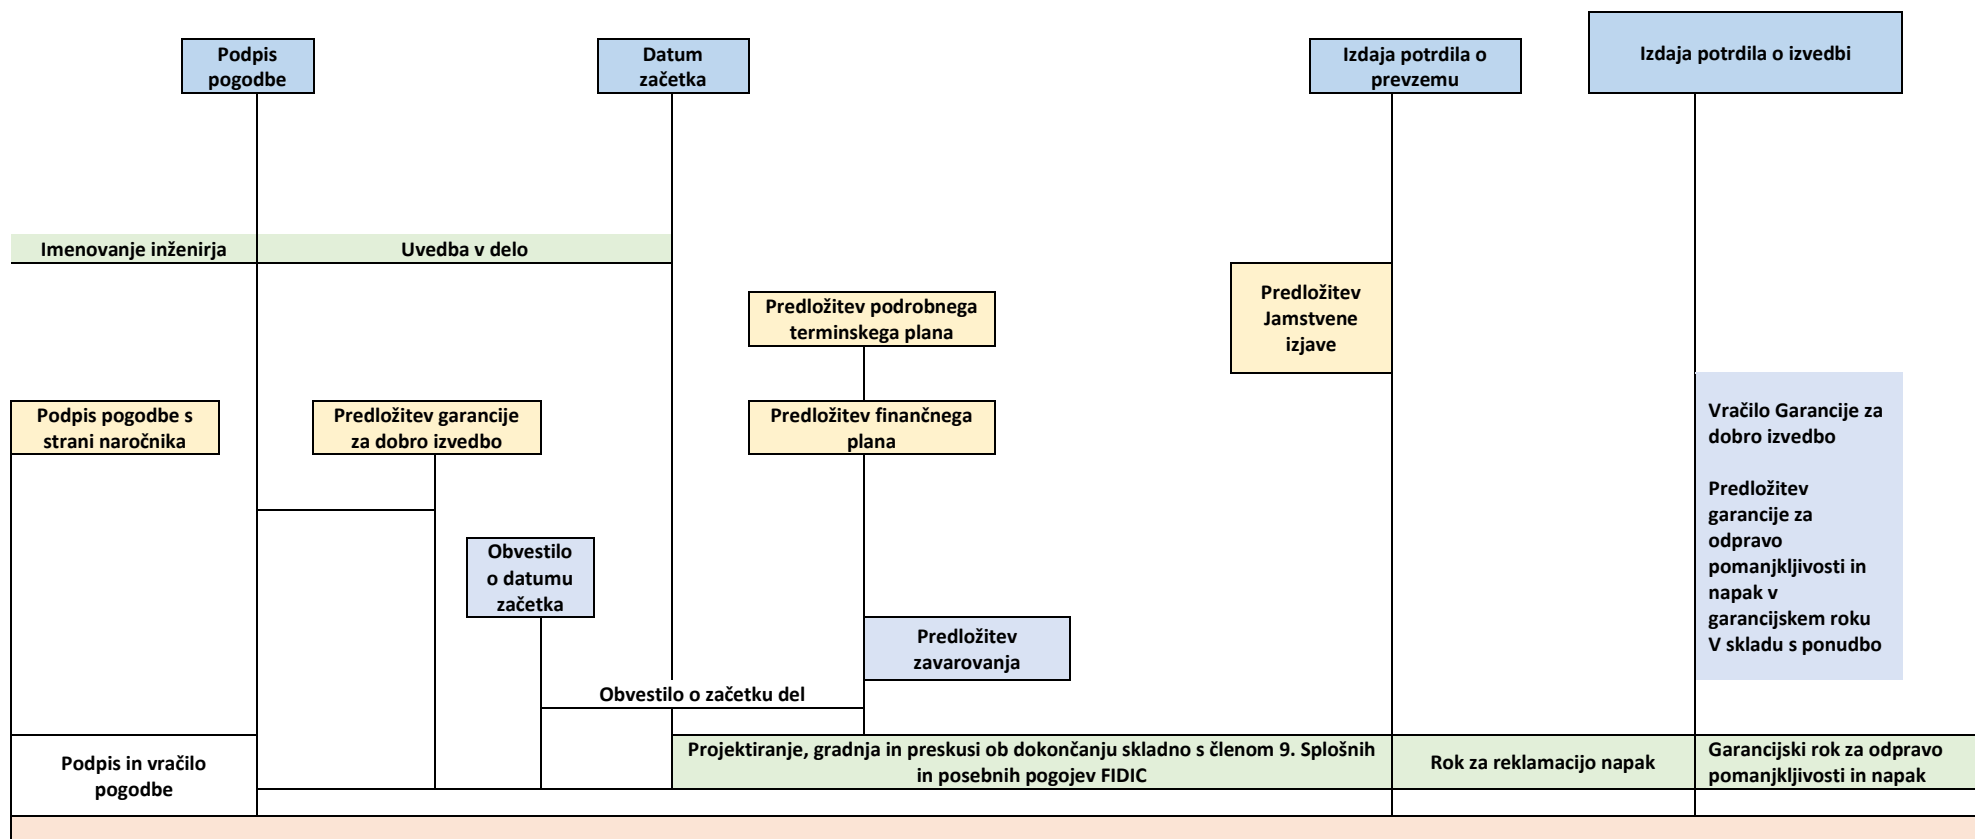 Podpis
pogodbe
Datum
začetka
Izdaja potrdila o
prevzemu
Izdaja potrdila o izvedbi
Imenovanje inženirja
Uvedba v delo
Predložitev
Jamstvene
izjave
Predložitev podrobnega
terminskega plana
Podpis pogodbe s
strani naročnika
Predložitev garancije
za dobro izvedbo
Predložitev finančnega
plana
Vračilo Garancije za
dobro izvedbo
Predložitev
garancije za
odpravo
pomanjkljivosti in
napak v
garancijskem roku
V skladu s ponudbo
Obvestilo
o datumu
začetka
Predložitev
zavarovanja
Obvestilo o začetku del
Podpis in vračilo
pogodbe
Projektiranje, gradnja in preskusi ob dokončanju skladno s členom 9. Splošnih
in posebnih pogojev FIDIC
Rok za reklamacijo napak
Garancijski rok za odpravo
pomanjkljivosti in napak